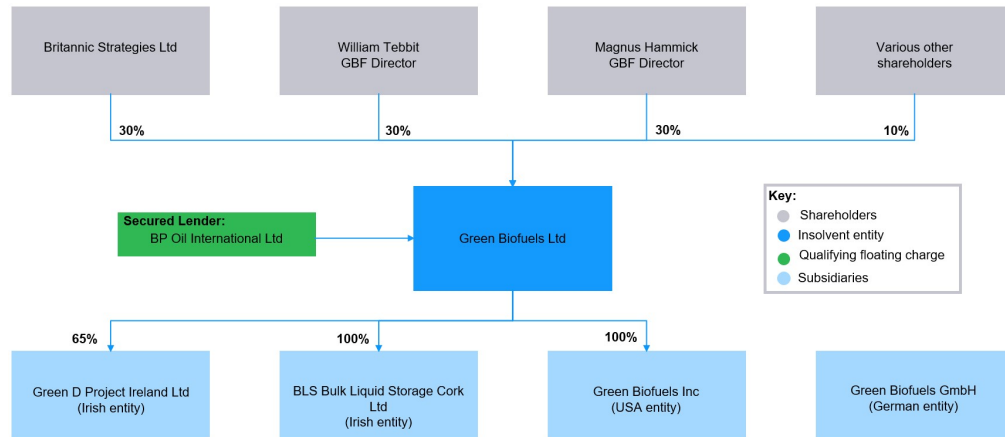 Britannic Strategies Ltd
William Tebbit
GBF Director
Magnus Hammick
GBF Director
Various other
shareholders
30%
30%
30%
10%
Secured Lender:
BP Oil International Ltd
Green Biofuels Ltd
Key:
Shareholders
Insolvent entity
Qualifying floating charge
Subsidiaries
65%
100%
100%
Green D Project Ireland Ltd
(Irish entity)
BLS Bulk Liquid Storage Cork
Ltd
(Irish entity)
Green Biofuels Inc
(USA entity)
Green Biofuels GmbH
(German entity)